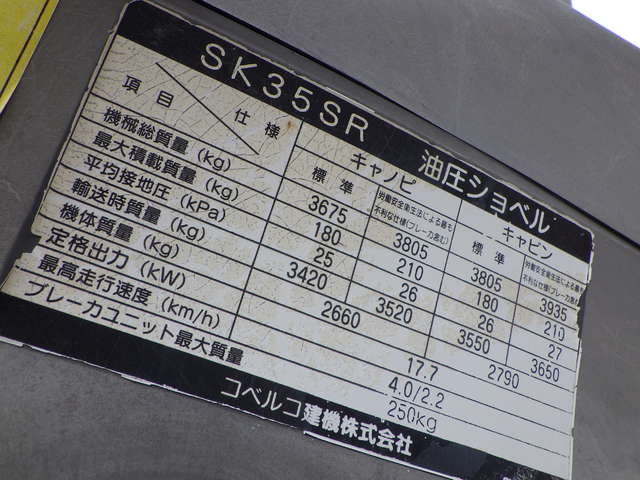 SK35SR 油圧ショベル
項目 仕様 キャノピ キャビン
標準 労働安全衛生法による最も不利な仕様(ブレーカ含む) 標準 労働安全衛生法による最も不利な仕様(ブレーカ含む)
機械総質量 (kg) 3675 3805 3805 3935
最大積載質量 (kg) 180 210 180 210
平均接地圧 (kPa) 25 26 26 27
輸送時質量 (kg) 3420 3520 3550 3650
機体質量 (kg) 2660 2790
定格出力 (kW) 17.7
最高走行速度 (km/h) 4.0/2.2
ブレーカユニット最大質量 250kg
コベルコ建機株式会社